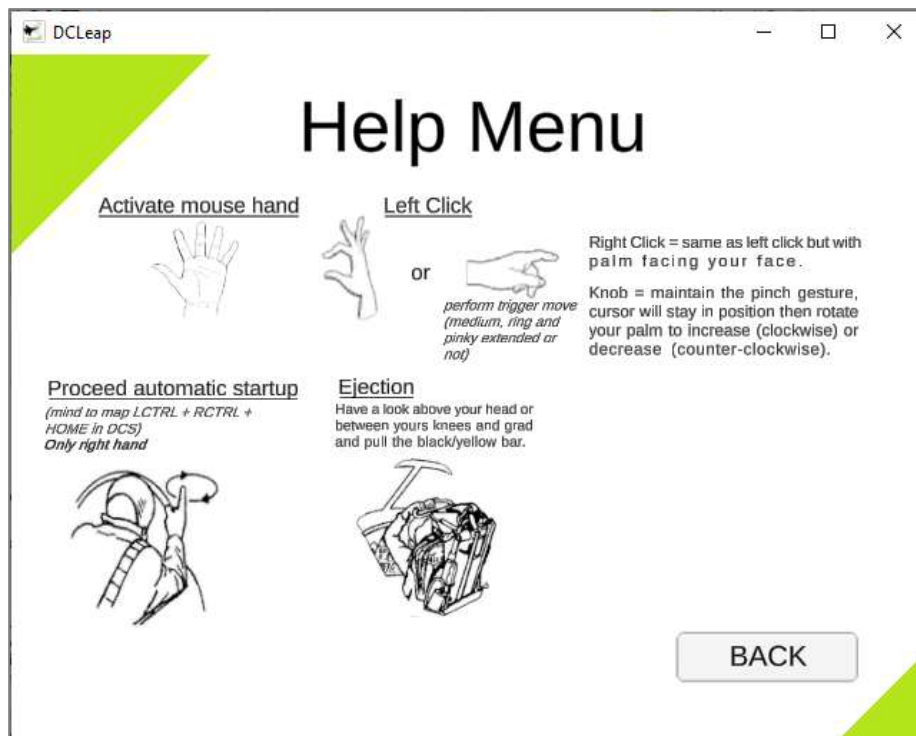 DCLeap
Help Menu
Activate mouse hand
Left Click
or
perform trigger move
(medium, ring and
pinky extended or
not)
Right Click = same as left click but with
palm facing your face.
Knob = maintain the pinch gesture,
cursor will stay in position then rotate
your palm to increase (clockwise) or
decrease (counter-clockwise).
Proceed automatic startup
(mind to map LCTRL + RCTRL +
HOME in DCS)
Only right hand
Ejection
Have a look above your head or
between yours knees and grad
and pull the black/yellow bar.
BACK